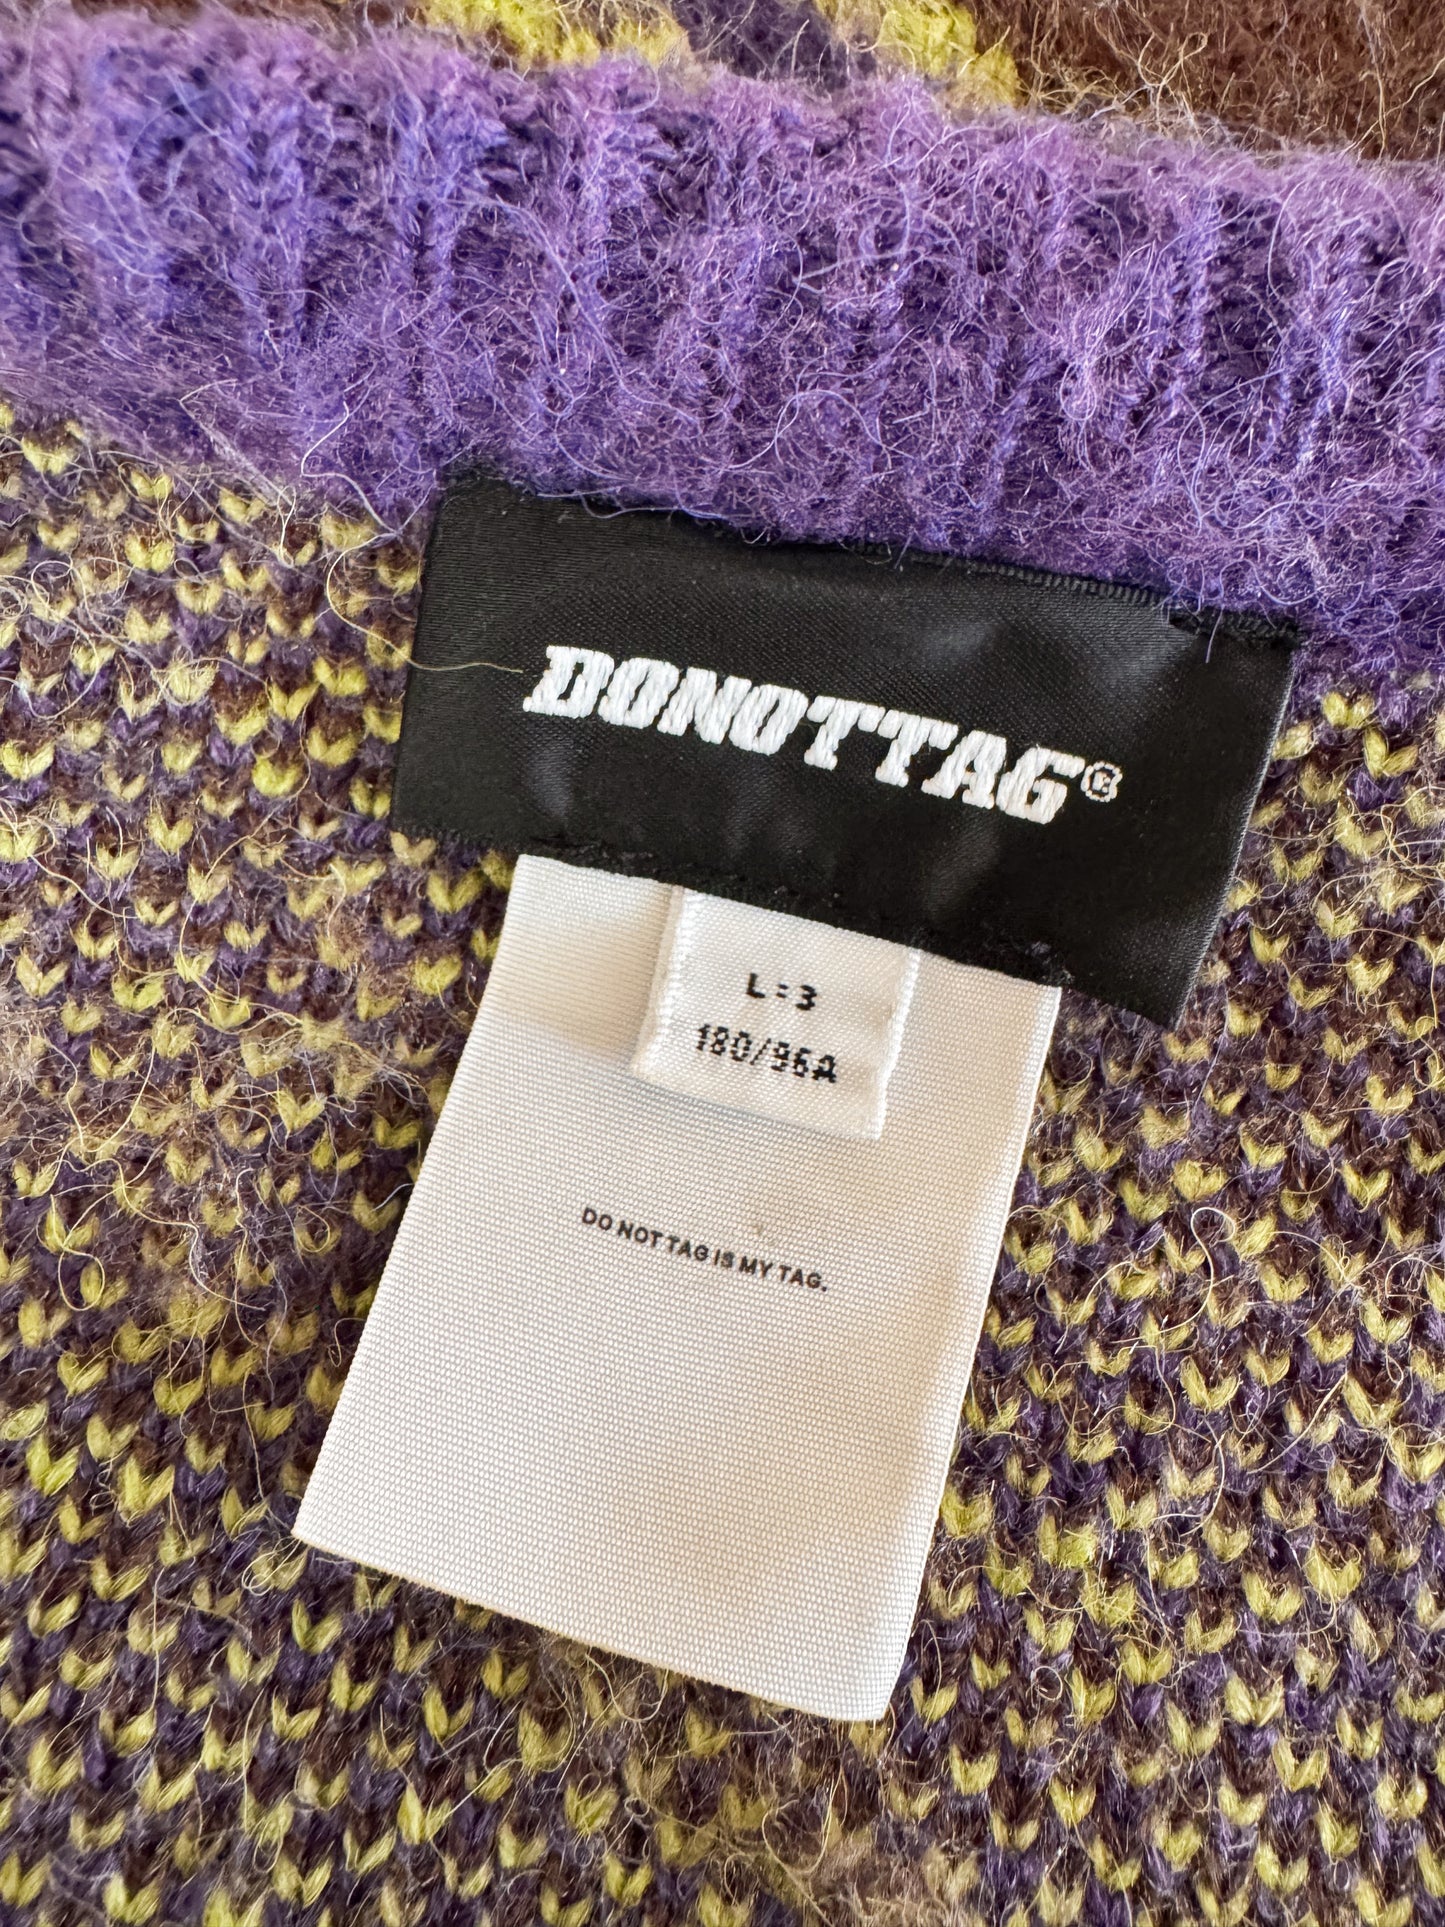 DONOTTAG®
L:3
180/96A
DO NOT TAG IS MY TAG.